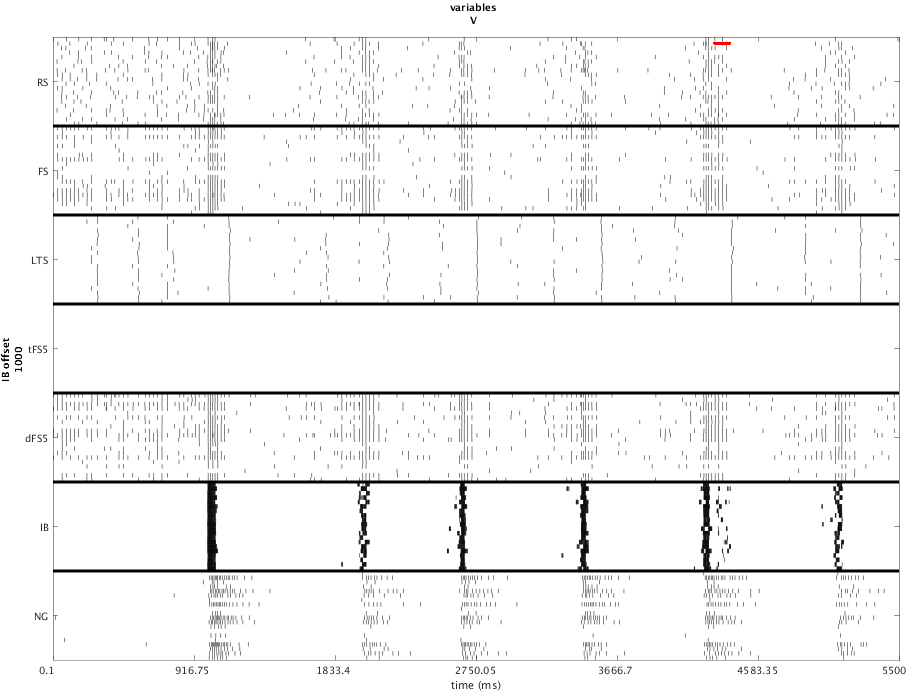 variables
V
RS
FS
LTS
tFS5
dFS5
IB
NG
IB offset
1000
0.1
916.75
1833.4
2750.05
3666.7
4583.35
5500
time (ms)